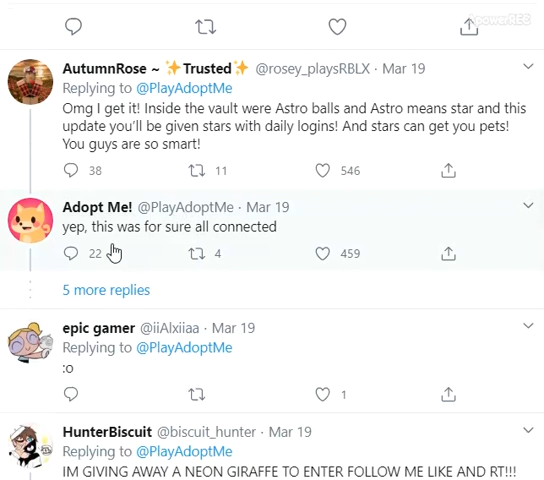 powerREC
AutumnRose ~ ✨Trusted✨ @rosey_playsRBLX · Mar 19
Replying to @PlayAdoptMe
Omg I get it! Inside the vault were Astro balls and Astro means star and this
update you’ll be given stars with daily logins! And stars can get you pets!
You guys are so smart!
38 11 546
Adopt Me! @PlayAdoptMe · Mar 19
yep, this was for sure all connected
22 4 459
5 more replies
epic gamer @iiAlxiiaa · Mar 19
Replying to @PlayAdoptMe
:o
1
HunterBiscuit @biscuit_hunter · Mar 19
Replying to @PlayAdoptMe
IM GIVING AWAY A NEON GIRAFFE TO ENTER FOLLOW ME LIKE AND RT!!!